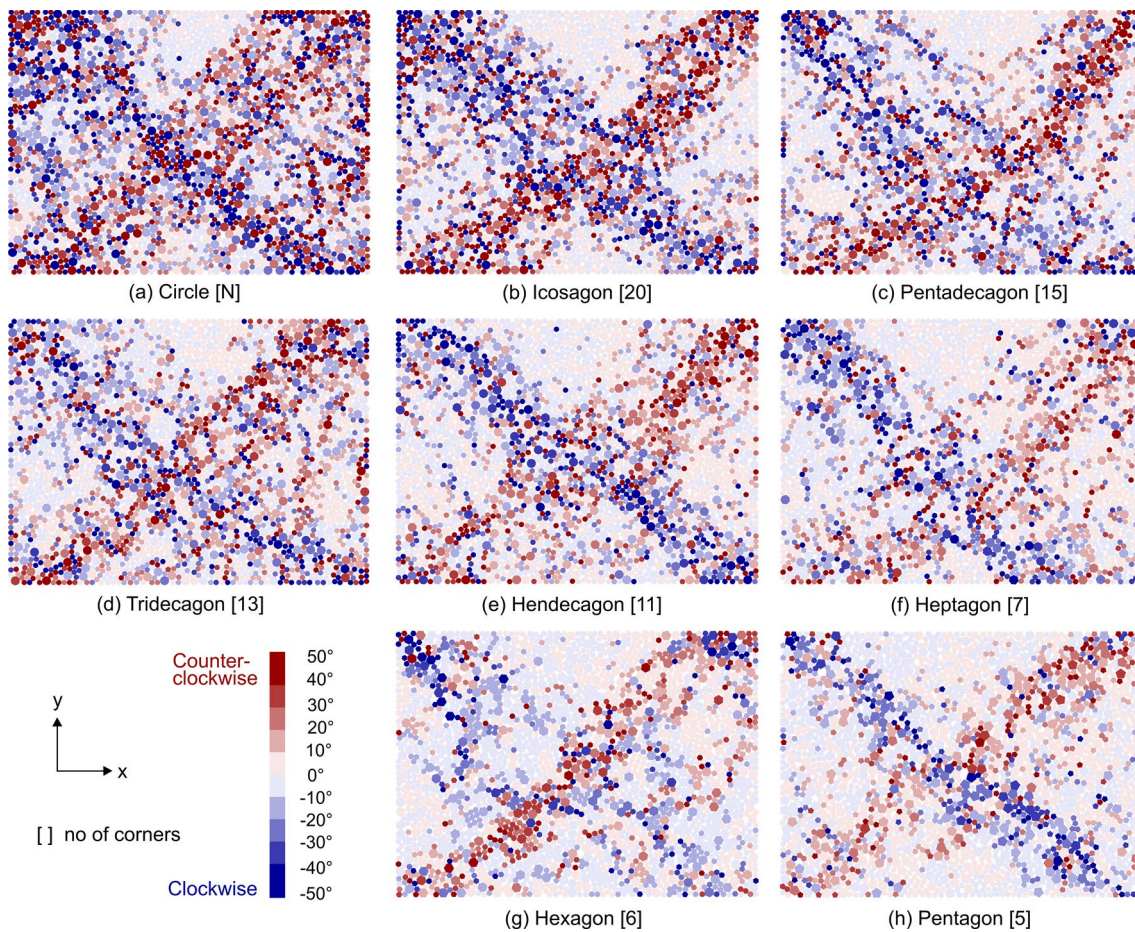 (a) Circle [N]
(b) Icosagon [20]
(c) Pentadecagon [15]
(d) Tridecagon [13]
(e) Hendecagon [11]
(f) Heptagon [7]
Counter-
clockwise
50°
40°
30°
20°
10°
0°
-10°
-20°
-30°
-40°
-50°
Clockwise
y
x
[ ] no of corners
(g) Hexagon [6]
(h) Pentagon [5]